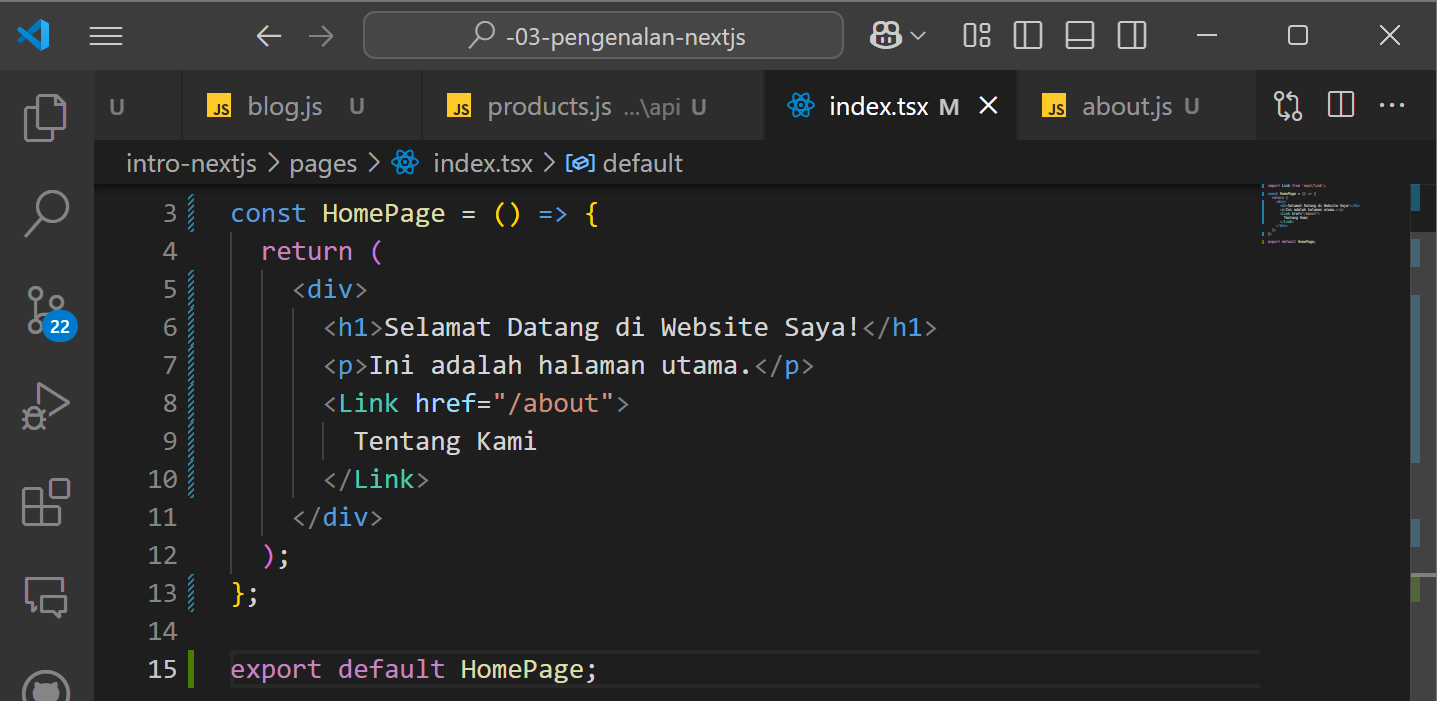 -03-pengenalan-nextjs
U
JS blog.js U
JS products.js ...\api U
index.tsx M
JS about.js U
intro-nextjs > pages > index.tsx > default
3 const HomePage = () => {
4 return (
5 <div>
6 <h1>Selamat Datang di Website Saya!</h1>
7 <p>Ini adalah halaman utama.</p>
8 <Link href="/about">
9 Tentang Kami
10 </Link>
11 </div>
12 );
13 };
14
15 export default HomePage;
22